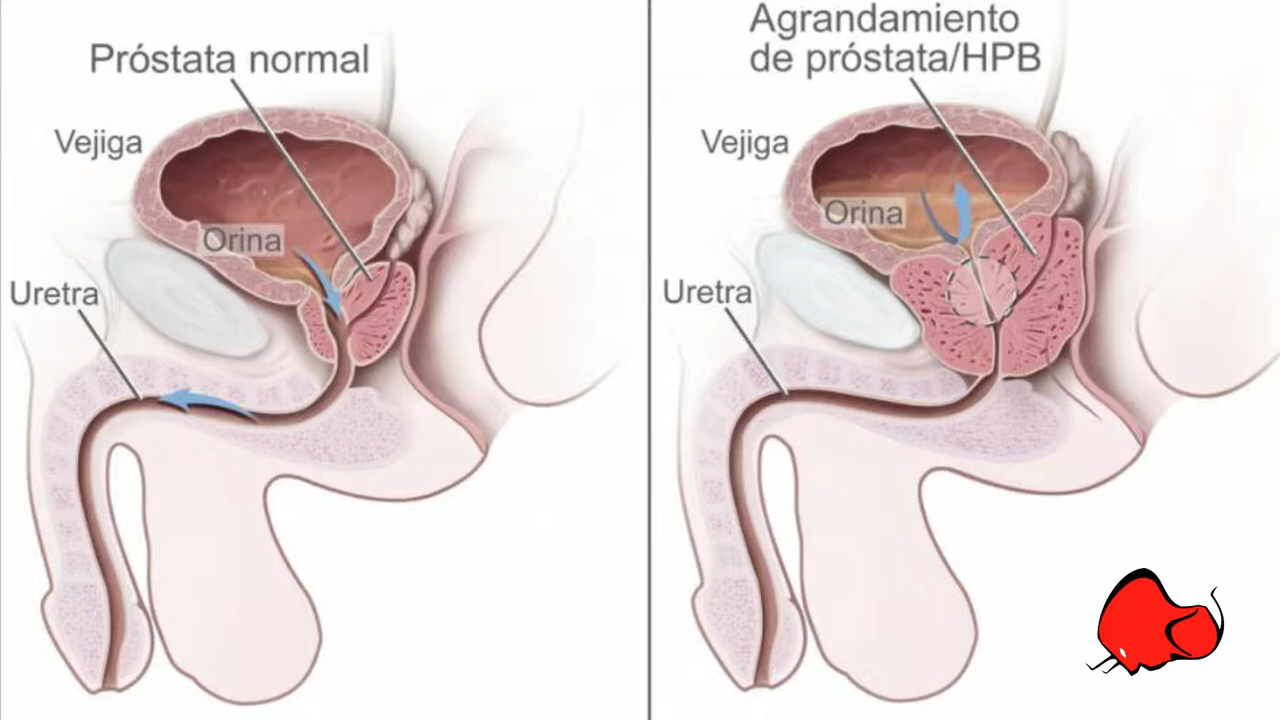 Próstata normal
Vejiga
Orina
Uretra
Agrandamiento
de próstata/HPB
Vejiga
Orina
Uretra